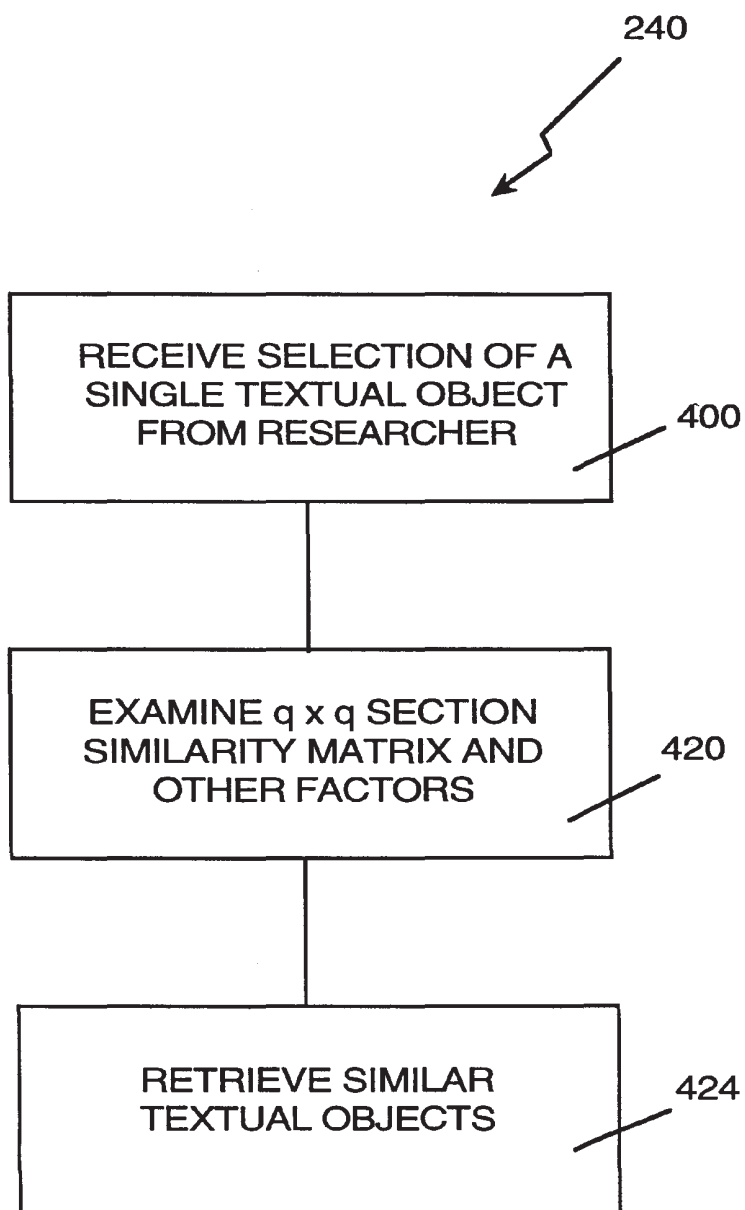 240
RECEIVE SELECTION OF A
SINGLE TEXTUAL OBJECT
FROM RESEARCHER
400
EXAMINE q x q SECTION
SIMILARITY MATRIX AND
OTHER FACTORS
420
RETRIEVE SIMILAR
TEXTUAL OBJECTS
424